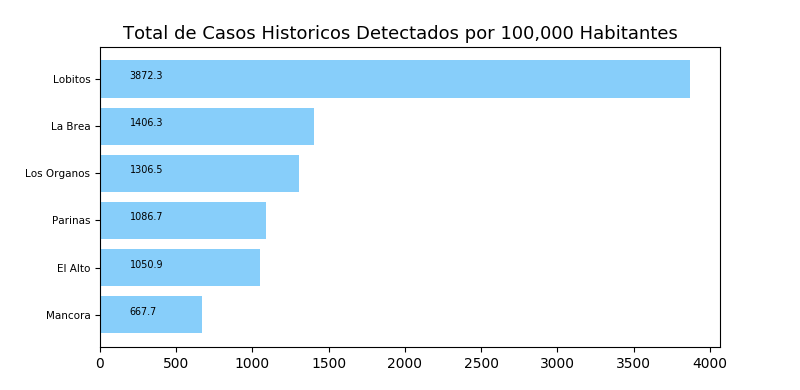 Total de Casos Historicos Detectados por 100,000 Habitantes
Lobitos 3872.3
La Brea 1406.3
Los Organos 1306.5
Parinas 1086.7
El Alto 1050.9
Mancora 667.7
0 500 1000 1500 2000 2500 3000 3500 4000